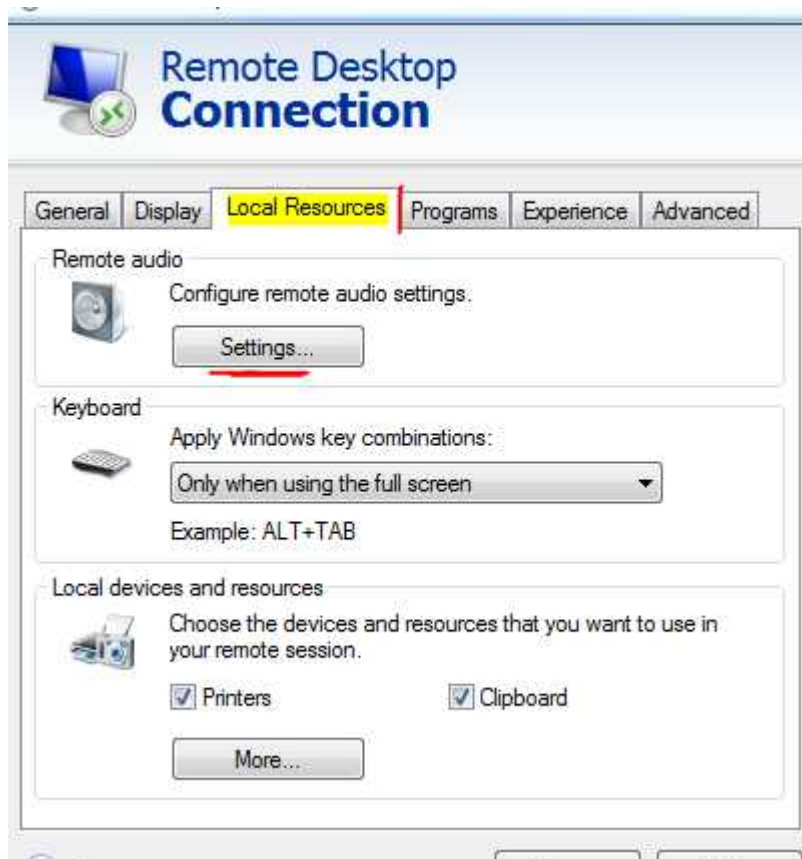 Remote Desktop
Connection
General Display Local Resources Programs Experience Advanced
Remote audio
Configure remote audio settings.
Settings...
Keyboard
Apply Windows key combinations:
Only when using the full screen
Example: ALT+TAB
Local devices and resources
Choose the devices and resources that you want to use in
your remote session.
Printers Clipboard
More...